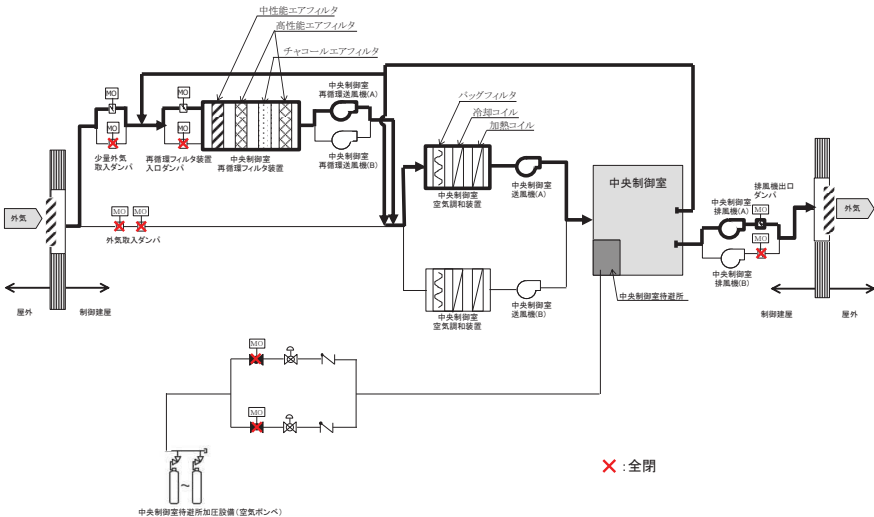 中性能エアフィルタ
高性能エアフィルタ
チャコールエアフィルタ
MO
MO
MO
MO
少量外気
取入ダンパ
再循環フィルタ装置
入口ダンパ
中央制御室
再循環フィルタ装置
中央制御室
再循環送風機(A)
中央制御室
再循環送風機(B)
バッグフィルタ
冷却コイル
加熱コイル
中央制御室
空気調和装置
中央制御室
送風機(A)
中央制御室
排風機出口
ダンパ
中央制御室
排風機(A)
MO
MO
中央制御室
排風機(B)
外気
外気
MO
MO
外気取入ダンパ
中央制御室待避所
中央制御室
空気調和装置
中央制御室
送風機(B)
屋外
制御建屋
制御建屋
屋外
MO
MO
～
中央制御室待避所加圧設備(空気ボンベ)
:全閉